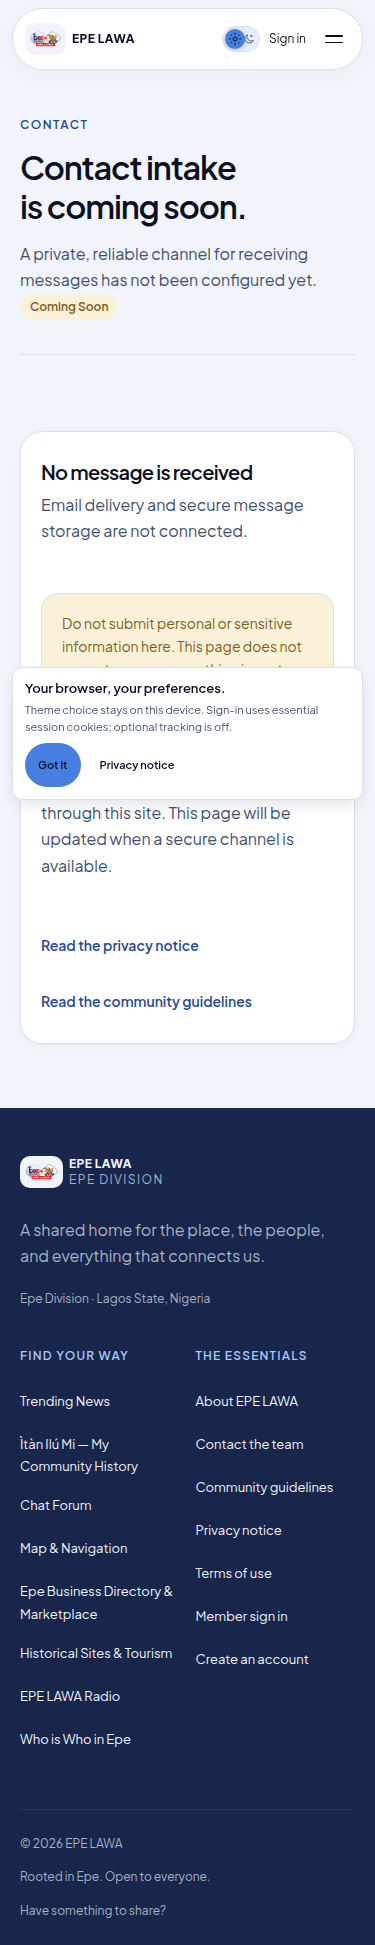 EPE LAWA
Sign in
CONTACT
Contact intake
is coming soon.
A private, reliable channel for receiving
messages has not been configured yet.
Coming Soon
No message is received
Email delivery and secure message
storage are not connected.
Do not submit personal or sensitive
information here. This page does not
Your browser, your preferences.
Theme choice stays on this device. Sign-in uses essential
session cookies; optional tracking is off.
Got it
Privacy notice
through this site. This page will be
updated when a secure channel is
available.
Read the privacy notice
Read the community guidelines
EPE LAWA
EPE DIVISION
A shared home for the place, the people,
and everything that connects us.
Epe Division · Lagos State, Nigeria
FIND YOUR WAY
Trending News
Ìtàn Ilú Mi — My
Community History
Chat Forum
Map & Navigation
Epe Business Directory &
Marketplace
Historical Sites & Tourism
EPE LAWA Radio
Who is Who in Epe
THE ESSENTIALS
About EPE LAWA
Contact the team
Community guidelines
Privacy notice
Terms of use
Member sign in
Create an account
© 2026 EPE LAWA
Rooted in Epe. Open to everyone.
Have something to share?